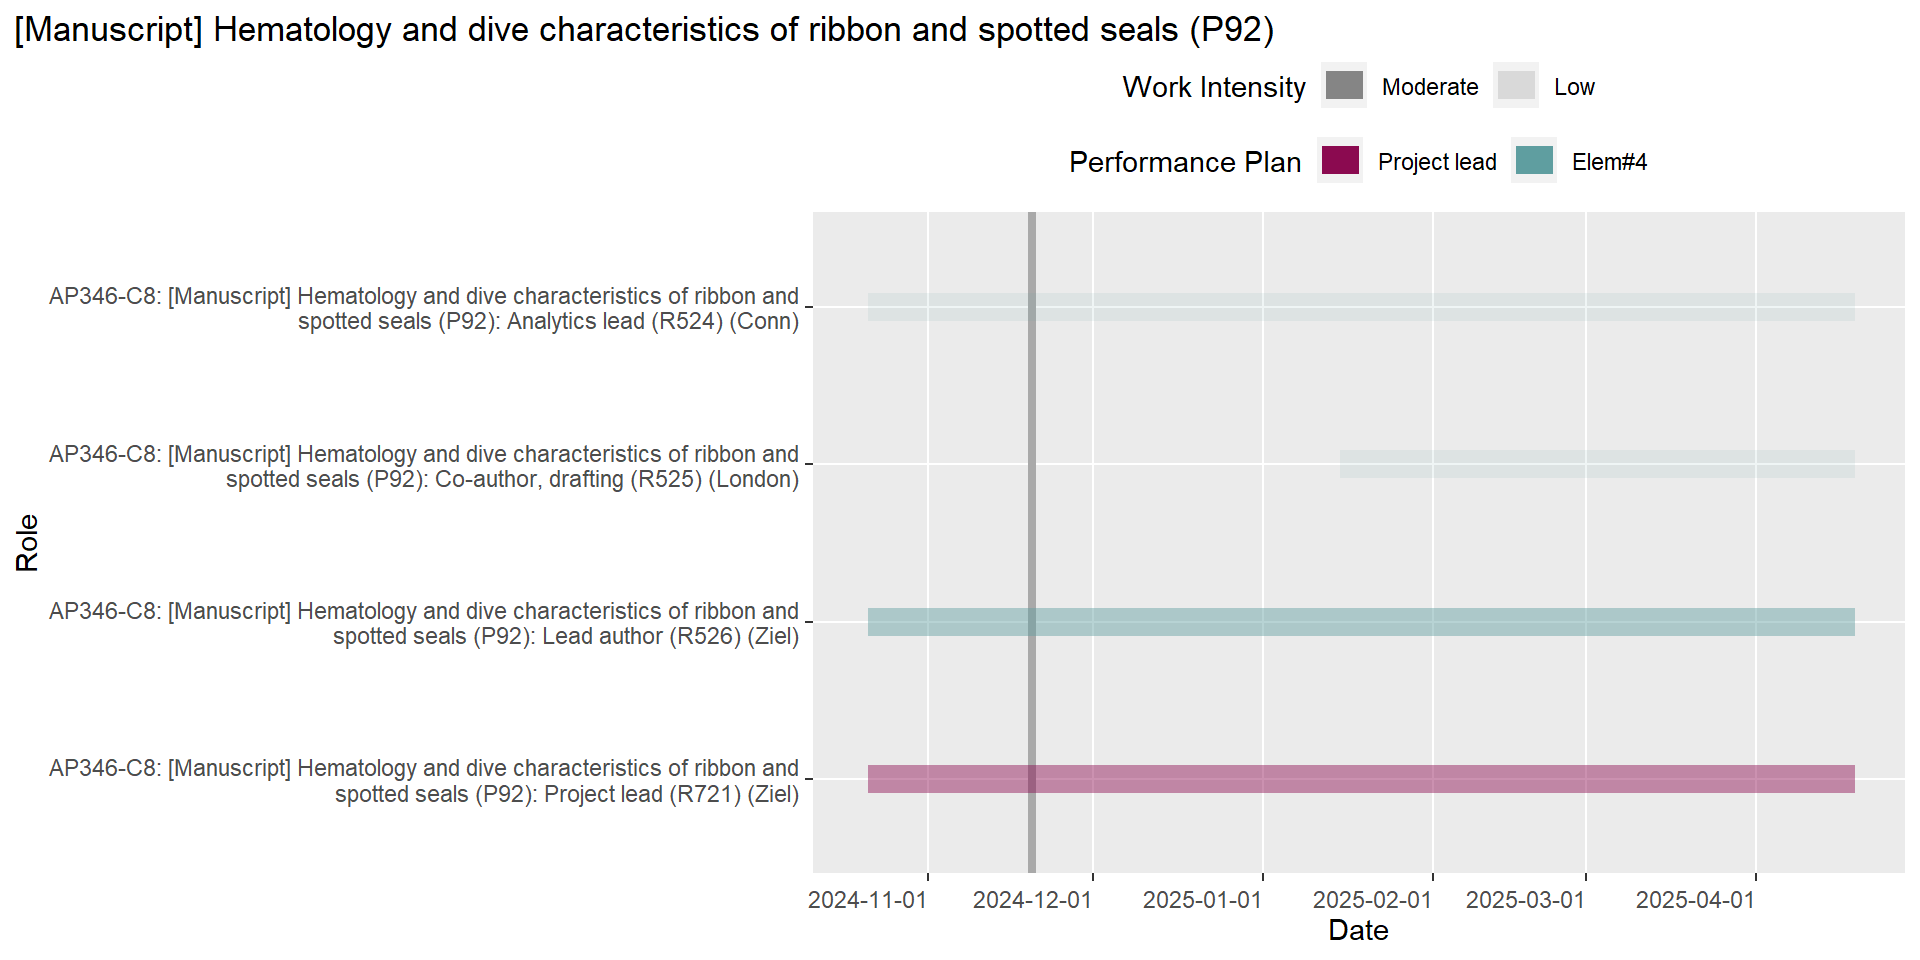 [Manuscript] Hematology and dive characteristics of ribbon and spotted seals (P92)
Work Intensity Moderate Low
Performance Plan Project lead Elem#4
AP346-C8: [Manuscript] Hematology and dive characteristics of ribbon and
spotted seals (P92): Analytics lead (R524) (Conn)
AP346-C8: [Manuscript] Hematology and dive characteristics of ribbon and
spotted seals (P92): Co-author, drafting (R525) (London)
Role
AP346-C8: [Manuscript] Hematology and dive characteristics of ribbon and
spotted seals (P92): Lead author (R526) (Ziel)
AP346-C8: [Manuscript] Hematology and dive characteristics of ribbon and
spotted seals (P92): Project lead (R721) (Ziel)
2024-11-01 2024-12-01 2025-01-01 2025-02-01 2025-03-01 2025-04-01
Date